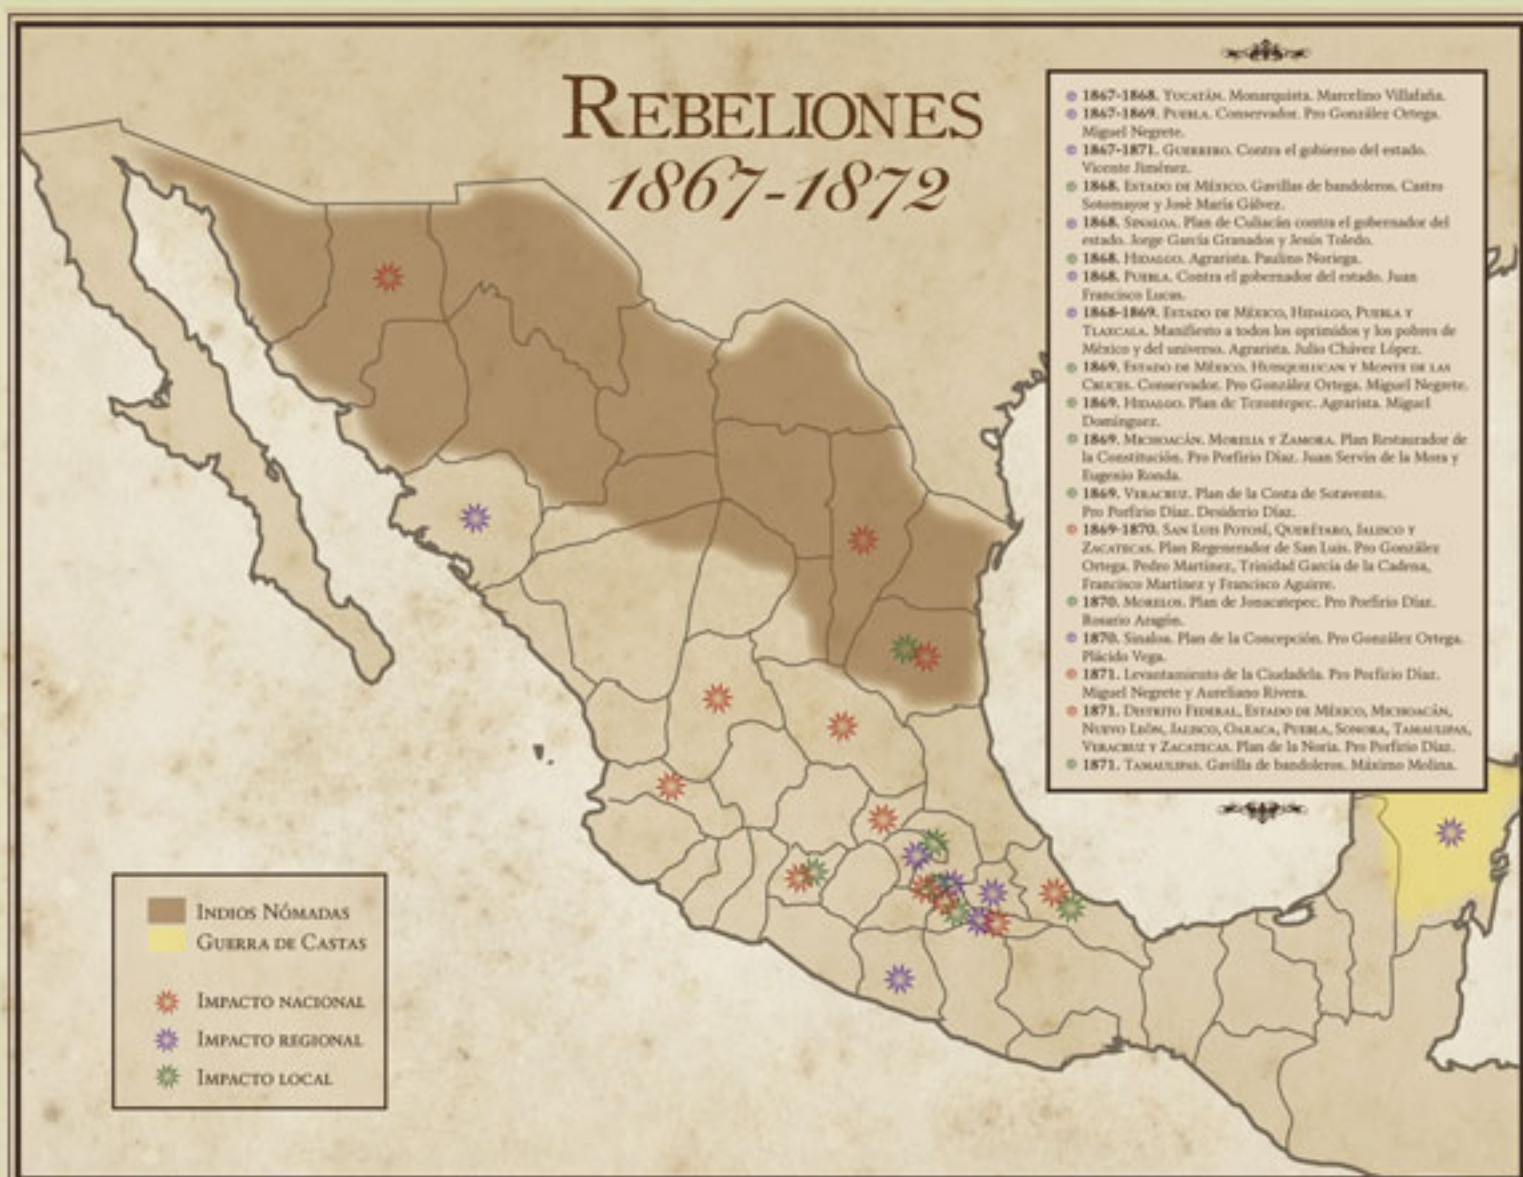 REBELIONES
1867-1872
1867-1868. YUCATÁN. Monarquista. Marcelino Villafaña.
1867-1869. PUEBLA. Conservador. Pro González Ortega.
Miguel Negrete.
1867-1871. GUERRERO. Contra el gobierno del estado.
Vicente Jiménez.
1868. ESTADO DE MÉXICO. Gavillas de bandoleros. Castro
Sotomayor y José María Gálvez.
1868. SINALOA. Plan de Culiacán contra el gobernador del
estado. Jorge García Granados y Jesús Toledo.
1868. HIDALGO. Agrarista. Paulino Noriega.
1868. PUEBLA. Contra el gobernador del estado. Juan
Francisco Lucas.
1868-1869. ESTADO DE MÉXICO, HIDALGO, PUEBLA Y
TLAXCALA. Manifiesto a todos los oprimidos y los pobres de
México y del universo. Agrarista. Julio Chávez López.
1869. ESTADO DE MÉXICO. HUISQUILUCAN Y MONTE DE LAS
CRUCES. Conservador. Pro González Ortega. Miguel Negrete.
1869. HIDALGO. Plan de Tezontepec. Agrarista. Miguel
Domínguez.
1869. MICHOACÁN. MORELIA Y ZAMORA. Plan Restaurador de
la Constitución. Pro Porfirio Díaz. Juan Servín de la Mora y
Eugenio Ronda.
1869. VERACRUZ. Plan de la Costa de Sotavento.
Pro Porfirio Díaz. Desiderio Díaz.
1869-1870. SAN LUIS POTOSÍ, QUERÉTARO, JALISCO Y
ZACATECAS. Plan Regenerador de San Luis. Pro González
Ortega. Pedro Martínez, Trinidad García de la Cadena,
Francisco Martínez y Francisco Aguirre.
1870. MORELOS. Plan de Jonacatepec. Pro Porfirio Díaz.
Rosario Aragón.
1870. Sinaloa. Plan de la Concepción. Pro González Ortega.
Plácido Vega.
1871. Levantamiento de la Ciudadela. Pro Porfirio Díaz.
Miguel Negrete y Aureliano Rivera.
1871. DISTRITO FEDERAL, ESTADO DE MÉXICO, MICHOACÁN,
NUEVO LEÓN, JALISCO, OAXACA, PUEBLA, SONORA, TAMAULIPAS,
VERACRUZ Y ZACATECAS. Plan de la Noria. Pro Porfirio Díaz.
1871. TAMAULIPAS. Gavilla de bandoleros. Máximo Molina.
INDIOS NÓMADAS
GUERRA DE CASTAS
IMPACTO NACIONAL
IMPACTO REGIONAL
IMPACTO LOCAL